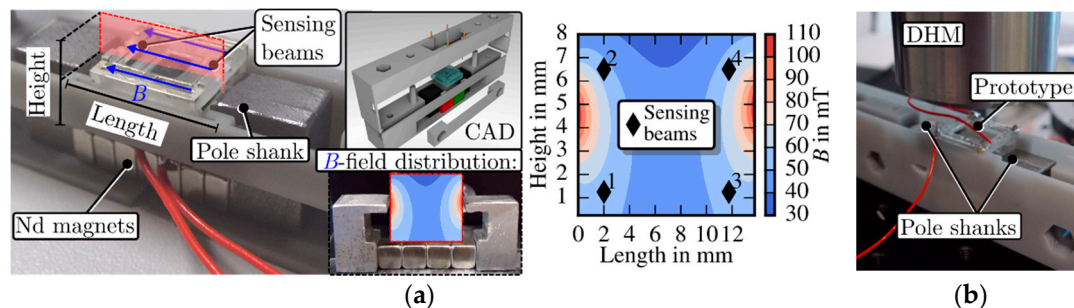 Height
Sensing
beams
B
Length
Pole shank
Nd magnets
CAD
B-field distribution:
(a)
Height in mm
8
7
6
5
4
3
2
1
2
4
1
3
Sensing
beams
0 2 4 6 8 10 12
Length in mm
110
100
90
80
70
60
50
40
30
B in mT
DHM
Prototype
Pole shanks
(b)